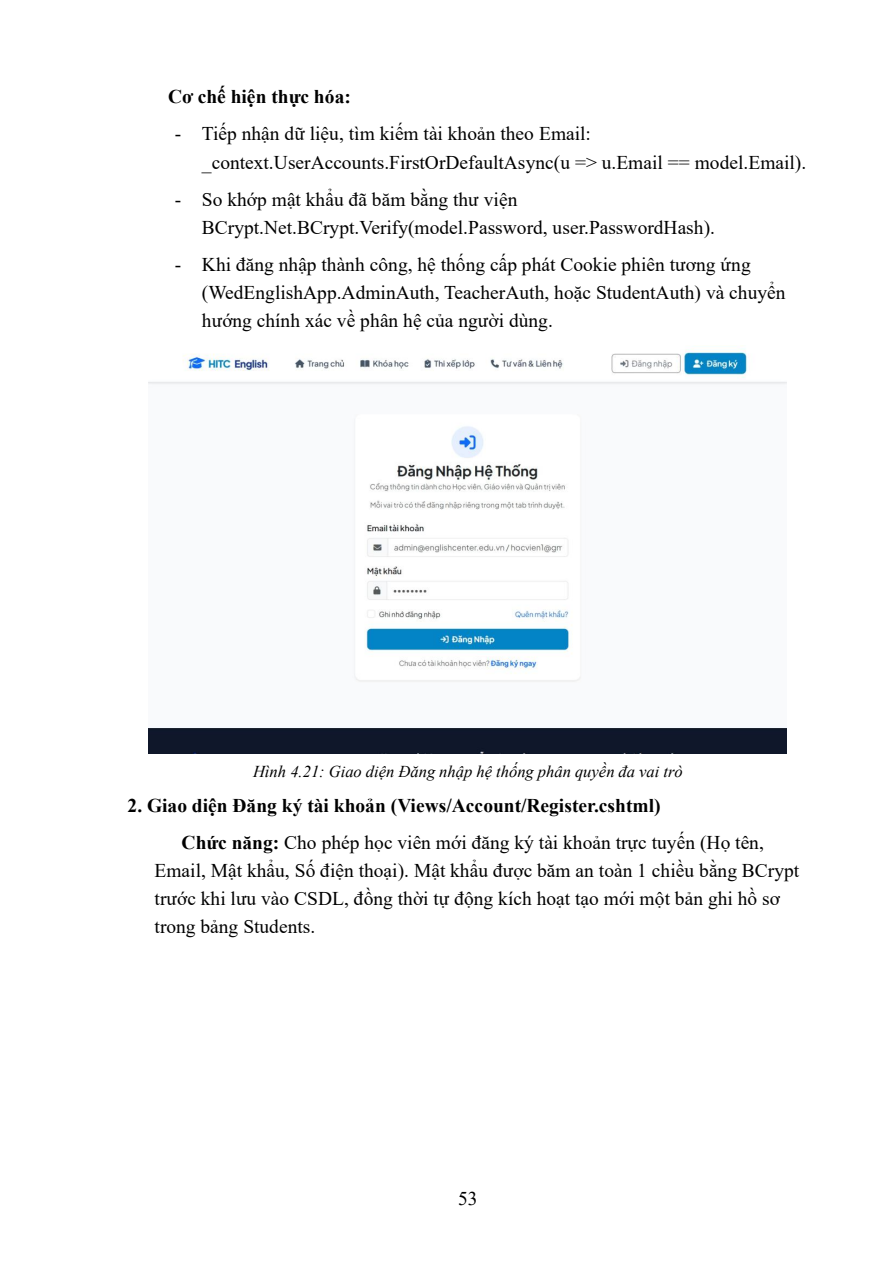 Cơ chế hiện thực hóa:
- Tiếp nhận dữ liệu, tìm kiếm tài khoản theo Email:
_context.UserAccounts.FirstOrDefaultAsync(u => u.Email == model.Email).
- So khớp mật khẩu đã băm bằng thư viện
BCrypt.Net.BCrypt.Verify(model.Password, user.PasswordHash).
- Khi đăng nhập thành công, hệ thống cấp phát Cookie phiên tương ứng
(WedEnglishApp.AdminAuth, TeacherAuth, hoặc StudentAuth) và chuyển
hướng chính xác về phân hệ của người dùng.
HITC English Trang chủ Khóa học Thi xếp lớp Tư vấn & Liên hệ Đăng nhập Đăng ký
Đăng Nhập Hệ Thống
Cổng thông tin dành cho Học viên, Giáo viên và Quản trị viên
Mỗi vai trò có thể đăng nhập riêng trong một tab trình duyệt.
Email tài khoản
admin@englishcenter.edu.vn / hocvien1@gm
Mật khẩu
••••••••
Ghi nhớ đăng nhập Quên mật khẩu?
Đăng Nhập
Chưa có tài khoản học viên? Đăng ký ngay
Hình 4.21: Giao diện Đăng nhập hệ thống phân quyền đa vai trò
2. Giao diện Đăng ký tài khoản (Views/Account/Register.cshtml)
Chức năng: Cho phép học viên mới đăng ký tài khoản trực tuyến (Họ tên,
Email, Mật khẩu, Số điện thoại). Mật khẩu được băm an toàn 1 chiều bằng BCrypt
trước khi lưu vào CSDL, đồng thời tự động kích hoạt tạo mới một bản ghi hồ sơ
trong bảng Students.
53